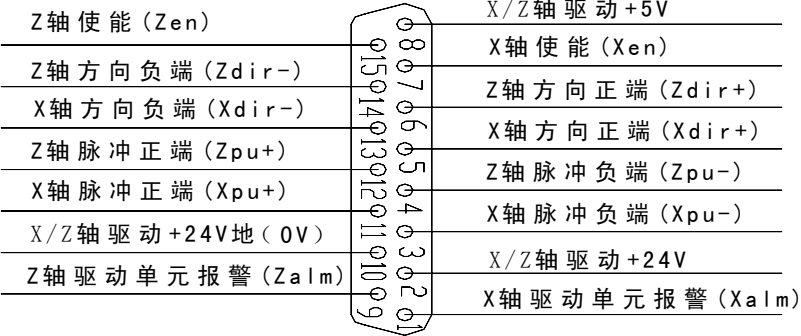 X/Z轴驱动+5V
Z轴使能(Zen)
X轴使能(Xen)
Z轴方向负端(Zdir-)
Z轴方向正端(Zdir+)
X轴方向负端(Xdir-)
X轴方向正端(Xdir+)
Z轴脉冲正端(Zpu+)
Z轴脉冲负端(Zpu-)
X轴脉冲正端(Xpu+)
X轴脉冲负端(Xpu-)
X/Z轴驱动+24V地(0V)
X/Z轴驱动+24V
Z轴驱动单元报警(Zalm)
X轴驱动单元报警(Xalm)
8
15
7
14
6
13
5
12
4
11
3
10
2
9
1